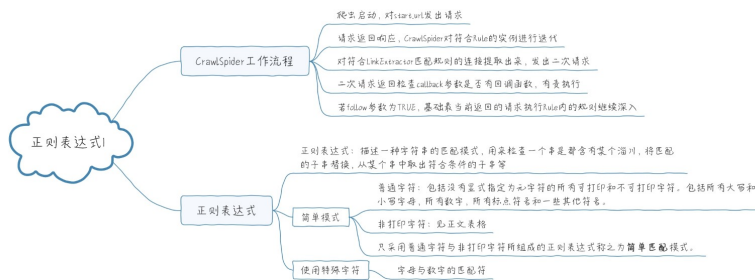 爬虫启动，对start_url发出请求
请求返回响应，CrawlSpider对符合Rule的实例进行迭代
CrawlSpider工作流程
对符合LinkExtractor匹配规则的连接提取出来，发出二次请求
二次请求返回检查callback参数是否有回调函数，有责执行
若follow参数为TRUE，基础表当前返回的请求执行Rule内的规则继续深入
正则表达式1
正则表达式：描述一种字符串的匹配模式，用来检查一个串是都含有某个淄川，将匹配
的子串替换，从某个串中取出符合条件的子串等
普通字符：包括没有显式指定为元字符的所有可打印和不可打印字符。包括所有大写和
小写字母，所有数字，所有标点符号和一些其他符号。
正则表达式
简单模式
非打印字符：见正文表格
只采用普通字符与非打印字符所组成的正则表达式称之为简单匹配模式。
使用特殊字符
字母与数字的匹配符